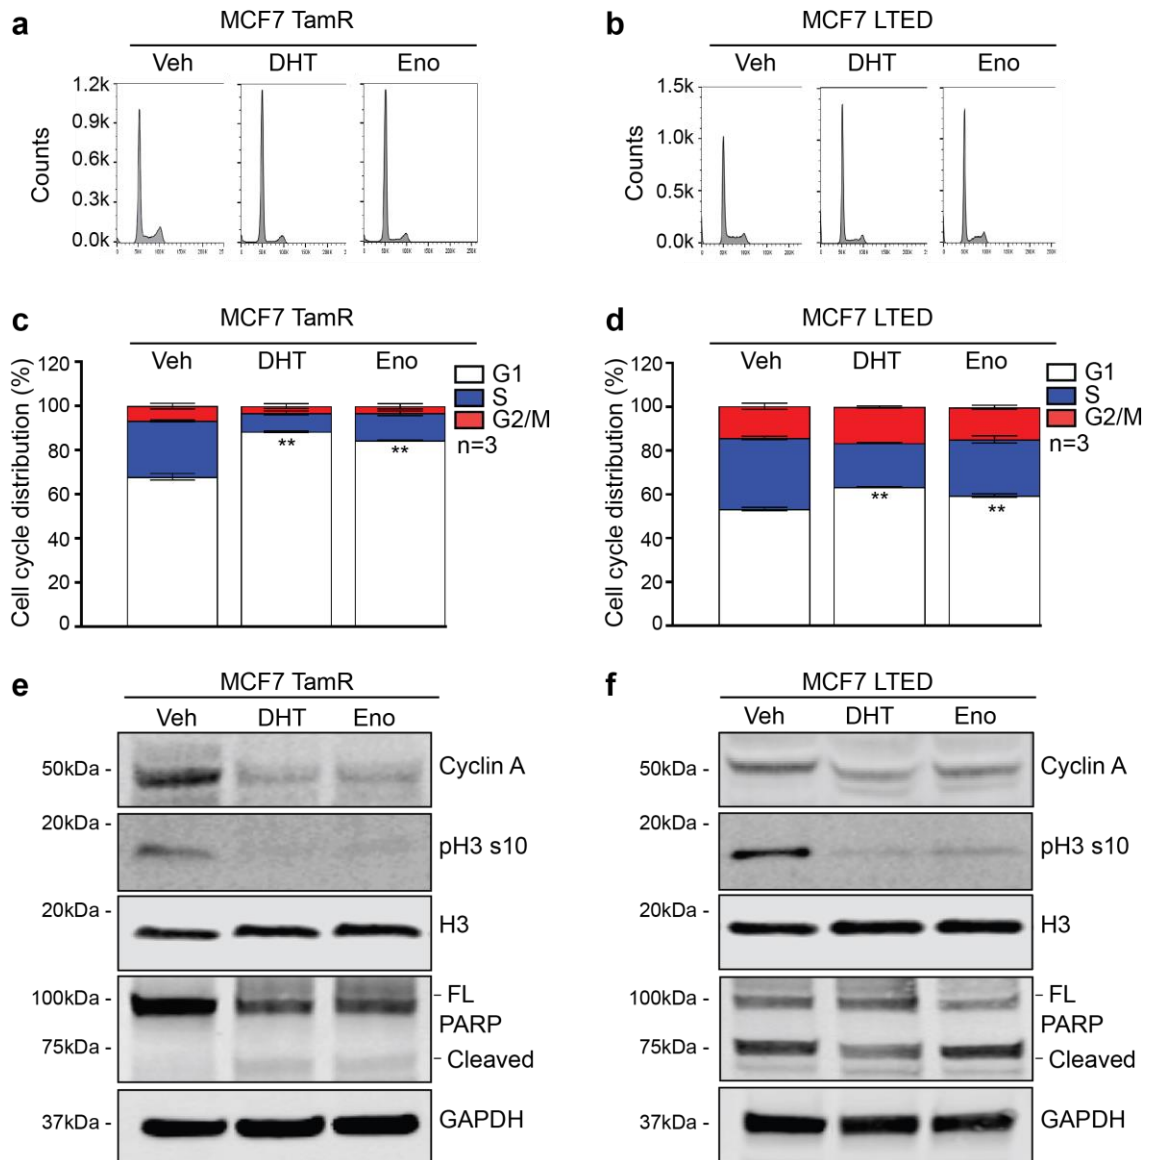 a
MCF7 TamR
Veh DHT Eno
Counts
1.2k
0.9k
0.6k
0.3k
0.0k
b
MCF7 LTED
Veh DHT Eno
Counts
1.5k
1.0k
0.5k
0.0k
c
MCF7 TamR
Veh DHT Eno
Cell cycle distribution (%)
120
100
80
60
40
20
0
** **
G1
S
G2/M
n=3
d
MCF7 LTED
Veh DHT Eno
Cell cycle distribution (%)
120
100
80
60
40
20
0
** **
G1
S
G2/M
n=3
e
MCF7 TamR
Veh DHT Eno
50kDa - Cyclin A
20kDa - pH3 s10
20kDa - H3
100kDa - - FL
PARP
75kDa - - Cleaved
37kDa - GAPDH
f
MCF7 LTED
Veh DHT Eno
50kDa - Cyclin A
20kDa - pH3 s10
20kDa - H3
100kDa - - FL
PARP
75kDa - - Cleaved
37kDa - GAPDH